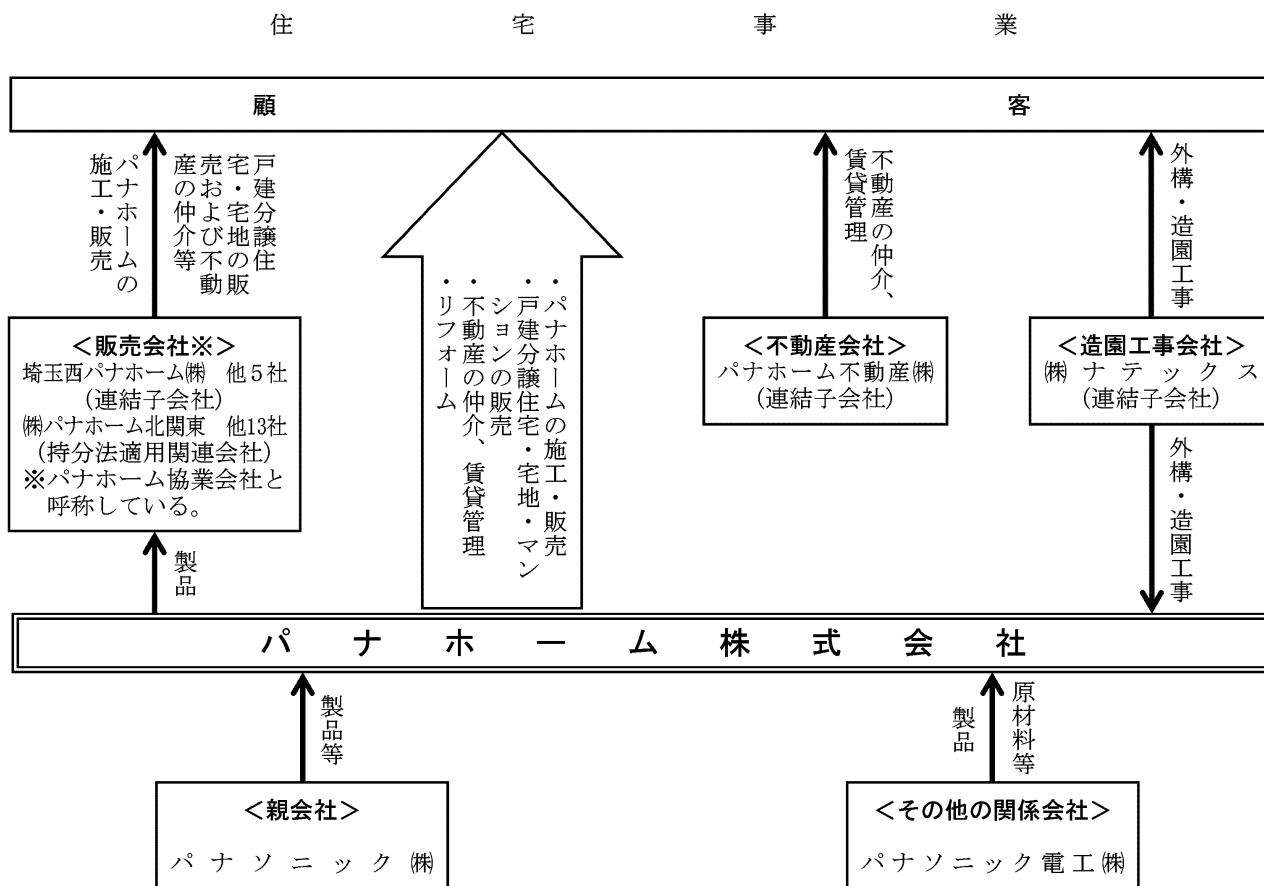 住宅事業
顧客
パナホームの
施工・販売
戸建分譲住
宅・宅地の販
売および不動
産の仲介等
不動産の仲介、
賃貸管理
外構・造園工事
＜販売会社※＞
埼玉西パナホーム㈱　他５社
(連結子会社)
㈱パナホーム北関東　他13社
(持分法適用関連会社)
※パナホーム協業会社と
呼称している。
・パナホームの施工・販売
・戸建分譲住宅・宅地・マン
ションの販売
・不動産の仲介、賃貸管理
・リフォーム
＜不動産会社＞
パナホーム不動産㈱
(連結子会社)
＜造園工事会社＞
㈱ナテックス
(連結子会社)
製品
外構・造園工事
パナホーム株式会社
製品等
原材料等
製品
＜親会社＞
パナソニック㈱
＜その他の関係会社＞
パナソニック電工㈱